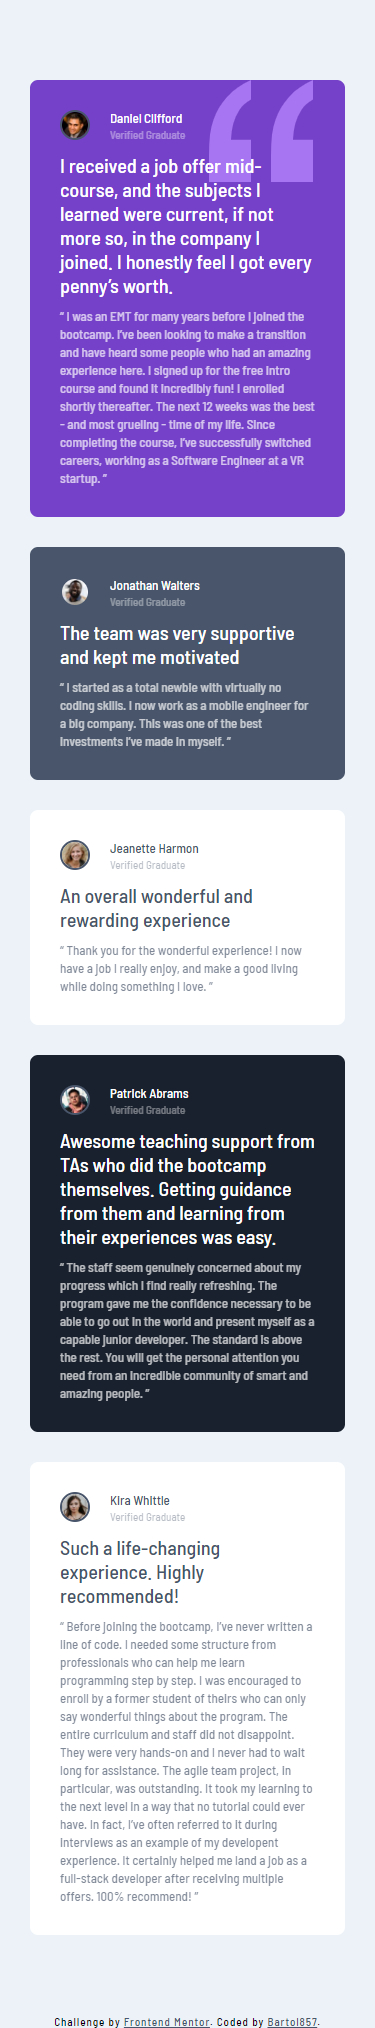 Daniel Clifford
Verified Graduate
I received a job offer mid-
course, and the subjects I
learned were current, if not
more so, in the company I
joined. I honestly feel I got every
penny’s worth.
“ I was an EMT for many years before I joined the
bootcamp. I’ve been looking to make a transition
and have heard some people who had an amazing
experience here. I signed up for the free intro
course and found it incredibly fun! I enrolled
shortly thereafter. The next 12 weeks was the best
- and most grueling - time of my life. Since
completing the course, I’ve successfully switched
careers, working as a Software Engineer at a VR
startup. ”
Jonathan Walters
Verified Graduate
The team was very supportive
and kept me motivated
“ I started as a total newbie with virtually no
coding skills. I now work as a mobile engineer for
a big company. This was one of the best
investments I’ve made in myself. ”
Jeanette Harmon
Verified Graduate
An overall wonderful and
rewarding experience
“ Thank you for the wonderful experience! I now
have a job I really enjoy, and make a good living
while doing something I love. ”
Patrick Abrams
Verified Graduate
Awesome teaching support from
TAs who did the bootcamp
themselves. Getting guidance
from them and learning from
their experiences was easy.
“ The staff seem genuinely concerned about my
progress which I find really refreshing. The
program gave me the confidence necessary to be
able to go out in the world and present myself as a
capable junior developer. The standard is above
the rest. You will get the personal attention you
need from an incredible community of smart and
amazing people. ”
Kira Whittle
Verified Graduate
Such a life-changing
experience. Highly
recommended!
“ Before joining the bootcamp, I’ve never written a
line of code. I needed some structure from
professionals who can help me learn
programming step by step. I was encouraged to
enroll by a former student of theirs who can only
say wonderful things about the program. The
entire curriculum and staff did not disappoint.
They were very hands-on and I never had to wait
long for assistance. The agile team project, in
particular, was outstanding. It took my learning to
the next level in a way that no tutorial could ever
have. In fact, I’ve often referred to it during
interviews as an example of my developent
experience. It certainly helped me land a job as a
full-stack developer after receiving multiple
offers. 100% recommend! ”
Challenge by Frontend Mentor. Coded by Bartol857.